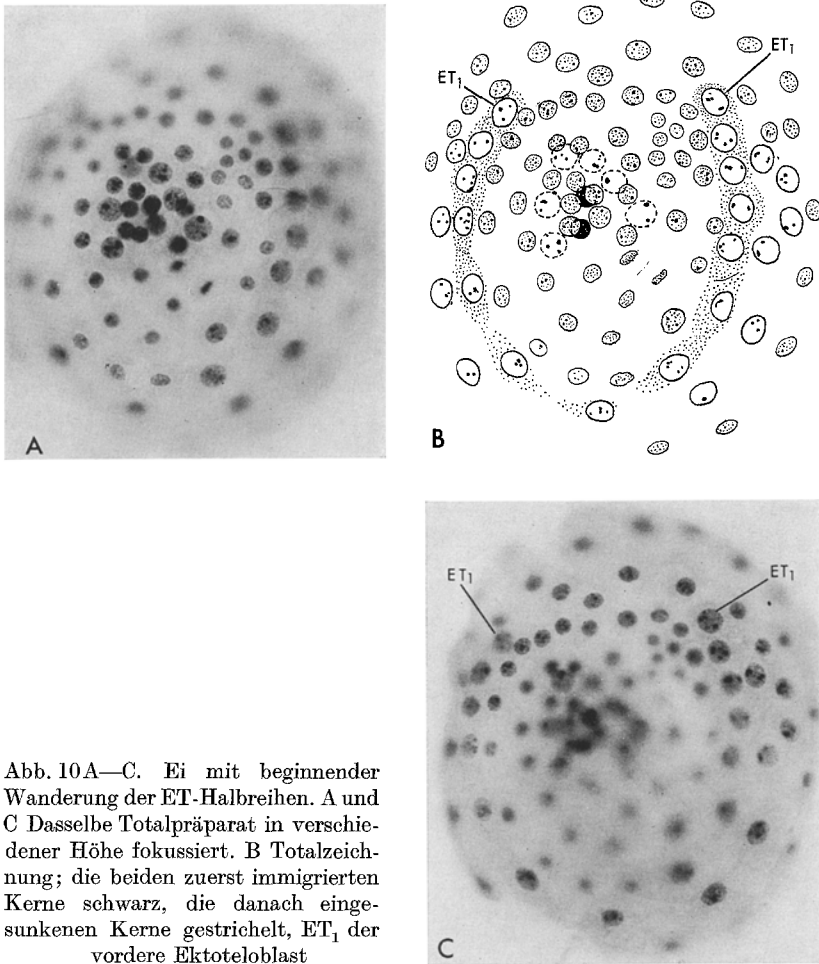 A
ET1
ET1
B
ET1
ET1
C
Abb. 10 A—C. Ei mit beginnender
Wanderung der ET-Halbreihen. A und
C Dasselbe Totalpräparat in verschie-
dener Höhe fokussiert. B Totalzeich-
nung; die beiden zuerst immigrierten
Kerne schwarz, die danach einge-
sunkenen Kerne gestrichelt, ET1 der
vordere Ektoteloblast